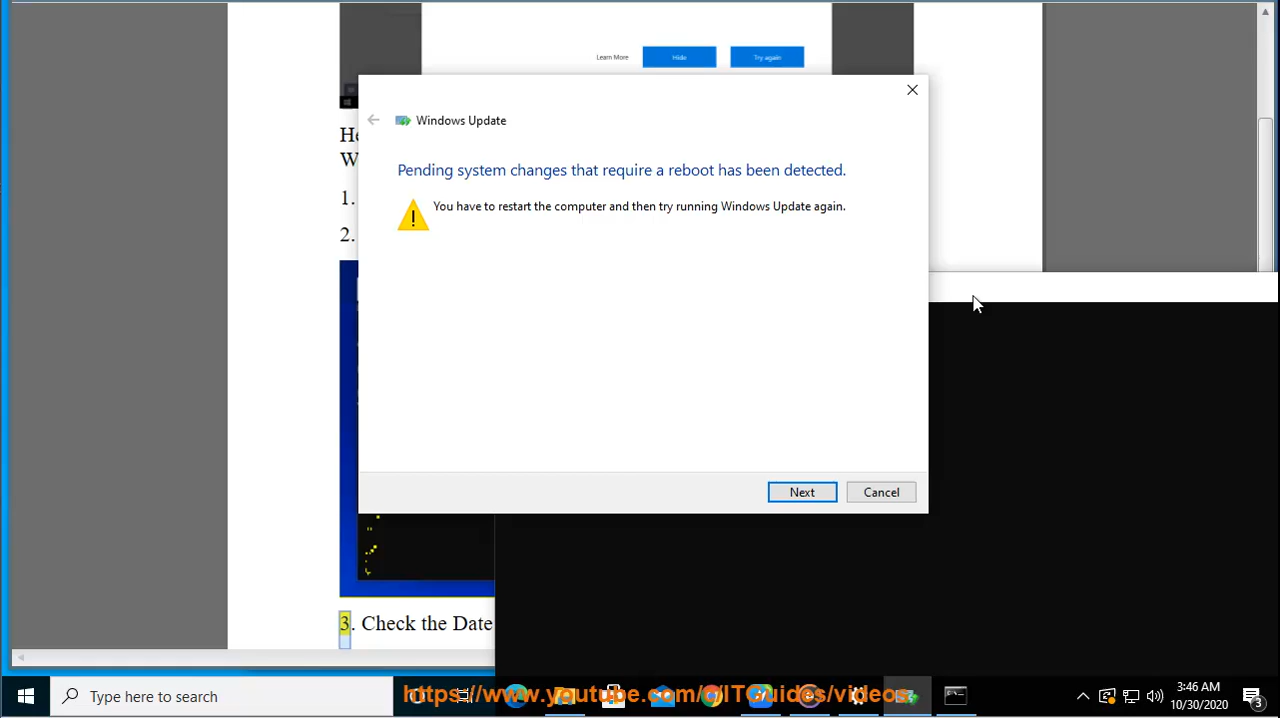 Learn More
Hide
Try again
Windows Update
He
W
Pending system changes that require a reboot has been detected.
You have to restart the computer and then try running Windows Update again.
1.
2.
Next
Cancel
3. Check the Date
Type here to search
https://www.youtube.com/@ITGuides/videos
3:46 AM
10/30/2020
3